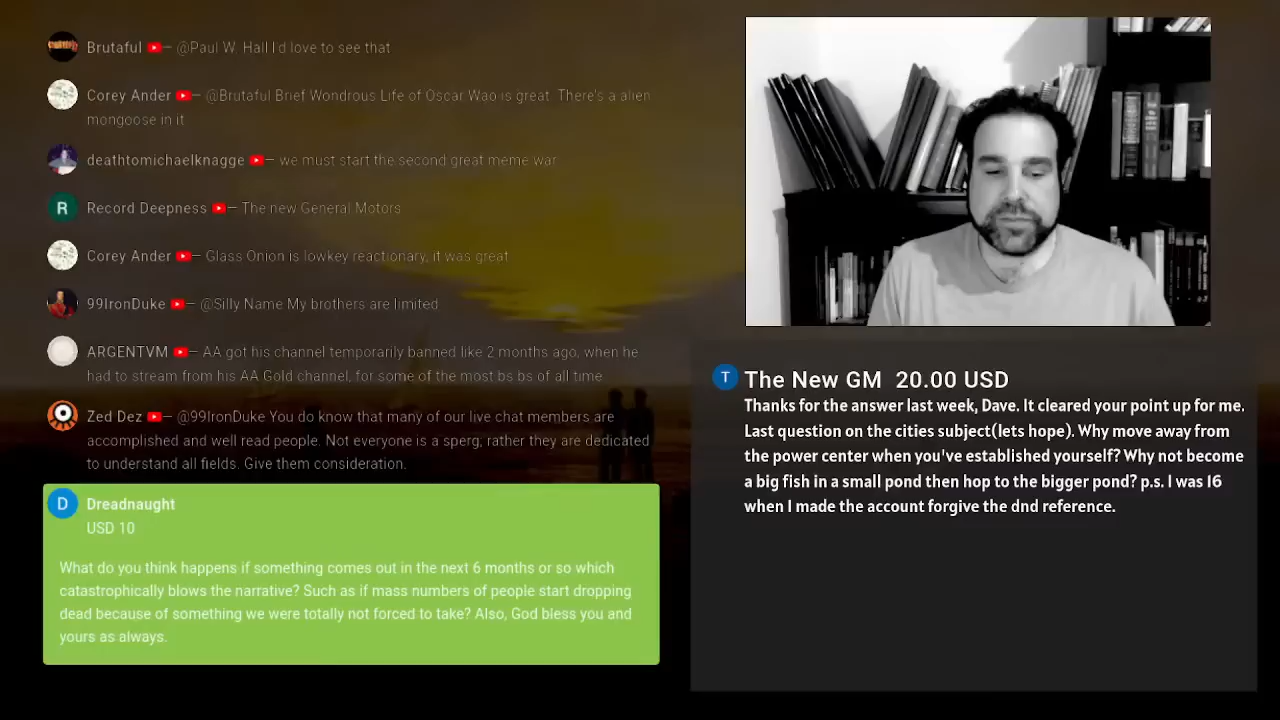 Brutaful — @Paul W. Hall I'd love to see that
Corey Ander — @Brutaful Brief Wondrous Life of Oscar Wao is great. There's a alien
mongoose in it
deathtomichaelknagge — we must start the second great meme war
R Record Deepness — The new General Motors
Corey Ander — Glass Onion is lowkey reactionary, it was great
99IronDuke — @Silly Name My brothers are limited
ARGENTVM — AA got his channel temporarily banned like 2 months ago, when he
had to stream from his AA Gold channel, for some of the most bs bs of all time
Zed Dez — @99IronDuke You do know that many of our live chat members are
accomplished and well read people. Not everyone is a sperg, rather they are dedicated
to understand all fields. Give them consideration.
D Dreadnaught
USD 10
What do you think happens if something comes out in the next 6 months or so which
catastrophically blows the narrative? Such as if mass numbers of people start dropping
dead because of something we were totally not forced to take? Also, God bless you and
yours as always.
T The New GM 20.00 USD
Thanks for the answer last week, Dave. It cleared your point up for me.
Last question on the cities subject(lets hope). Why move away from
the power center when you've established yourself? Why not become
a big fish in a small pond then hop to the bigger pond? p.s. I was 16
when I made the account forgive the dnd reference.